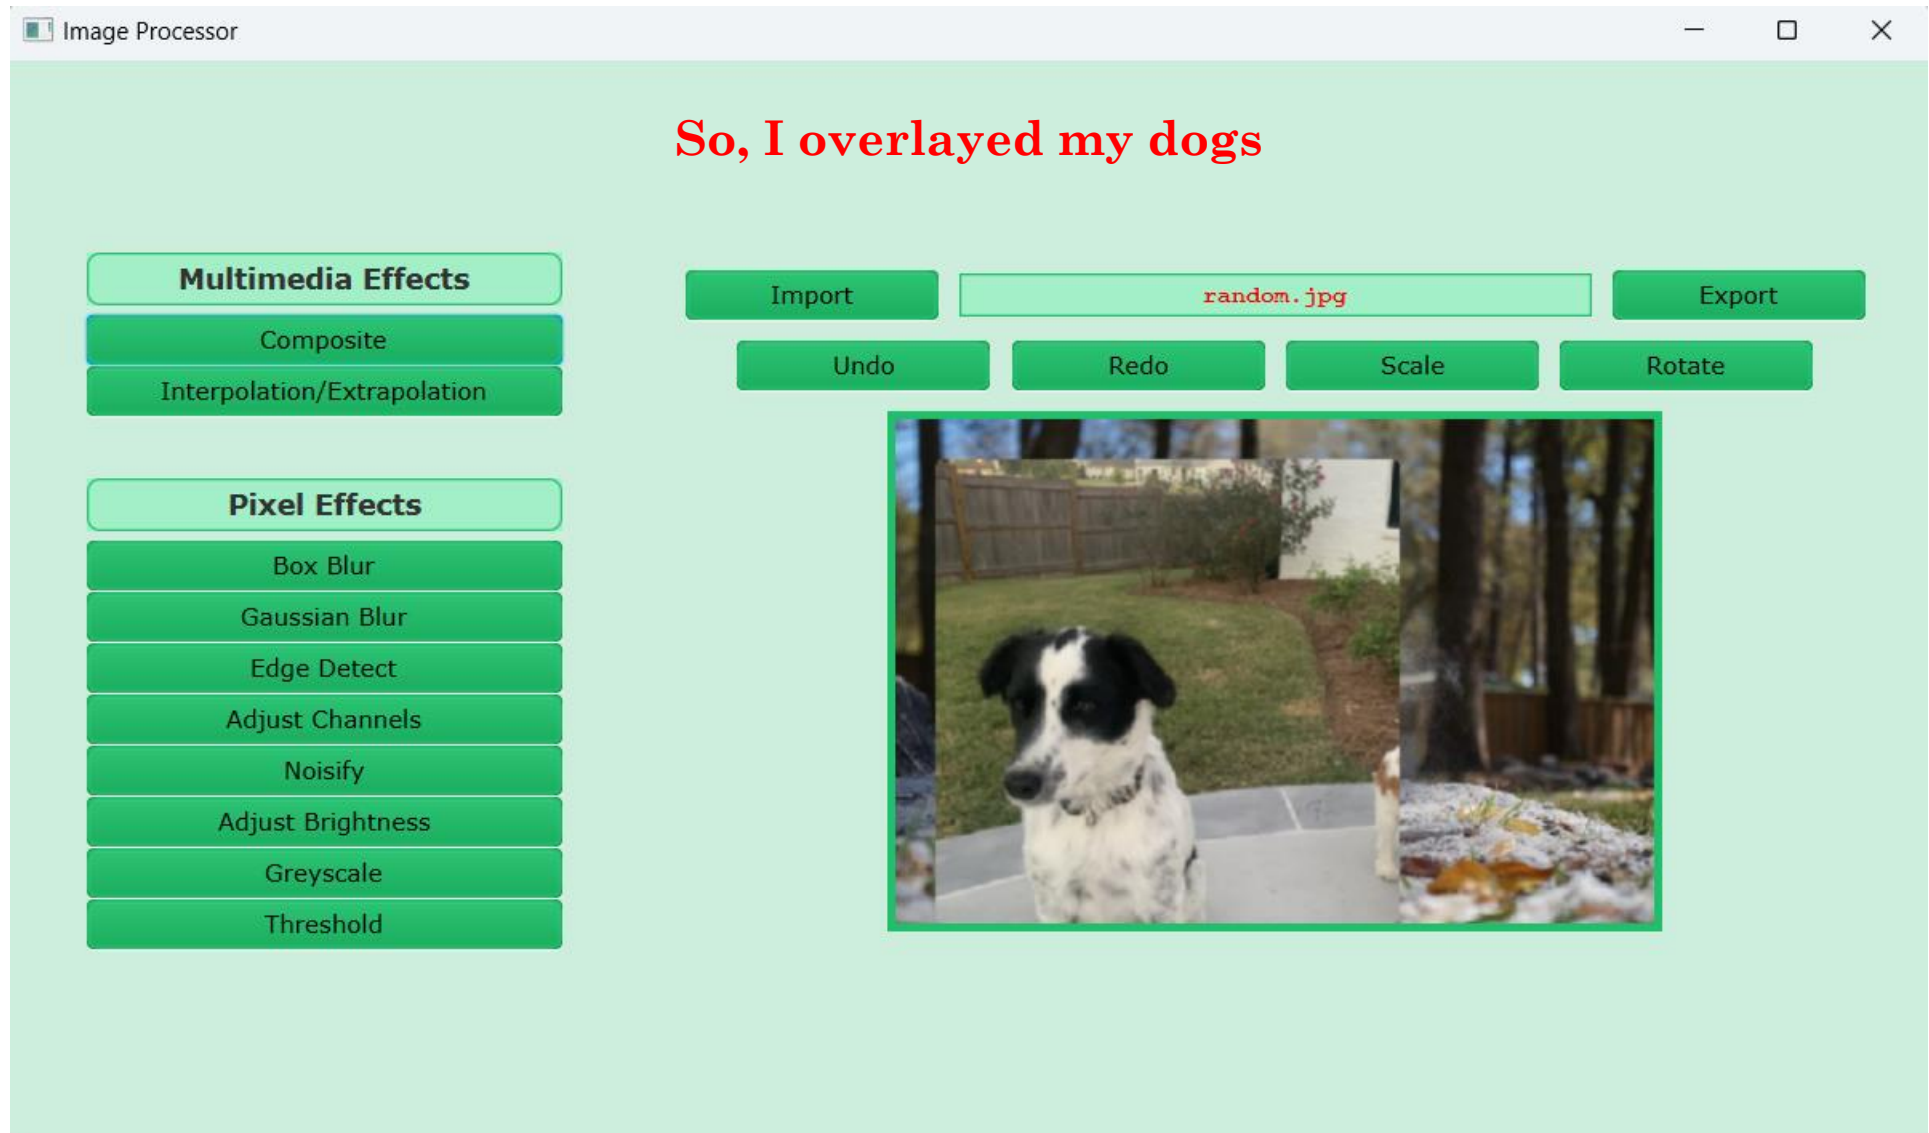 Image Processor
So, I overlayed my dogs
Multimedia Effects
Composite
Interpolation/Extrapolation
Pixel Effects
Box Blur
Gaussian Blur
Edge Detect
Adjust Channels
Noisify
Adjust Brightness
Greyscale
Threshold
Import
random.jpg
Export
Undo
Redo
Scale
Rotate